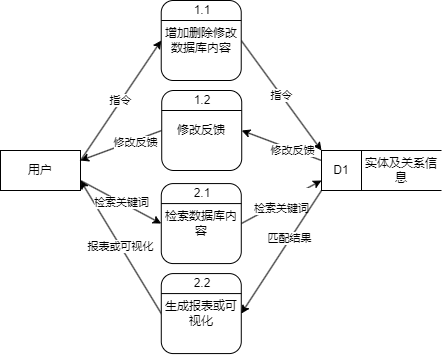 1.1
增加删除修改
数据库内容
指令
指令
1.2
修改反馈
修改反馈
修改反馈
用户
D1
实体及关系信
息
2.1
检索数据库内
容
检索关键词
检索关键词
报表或可视化
匹配结果
2.2
生成报表或可
视化